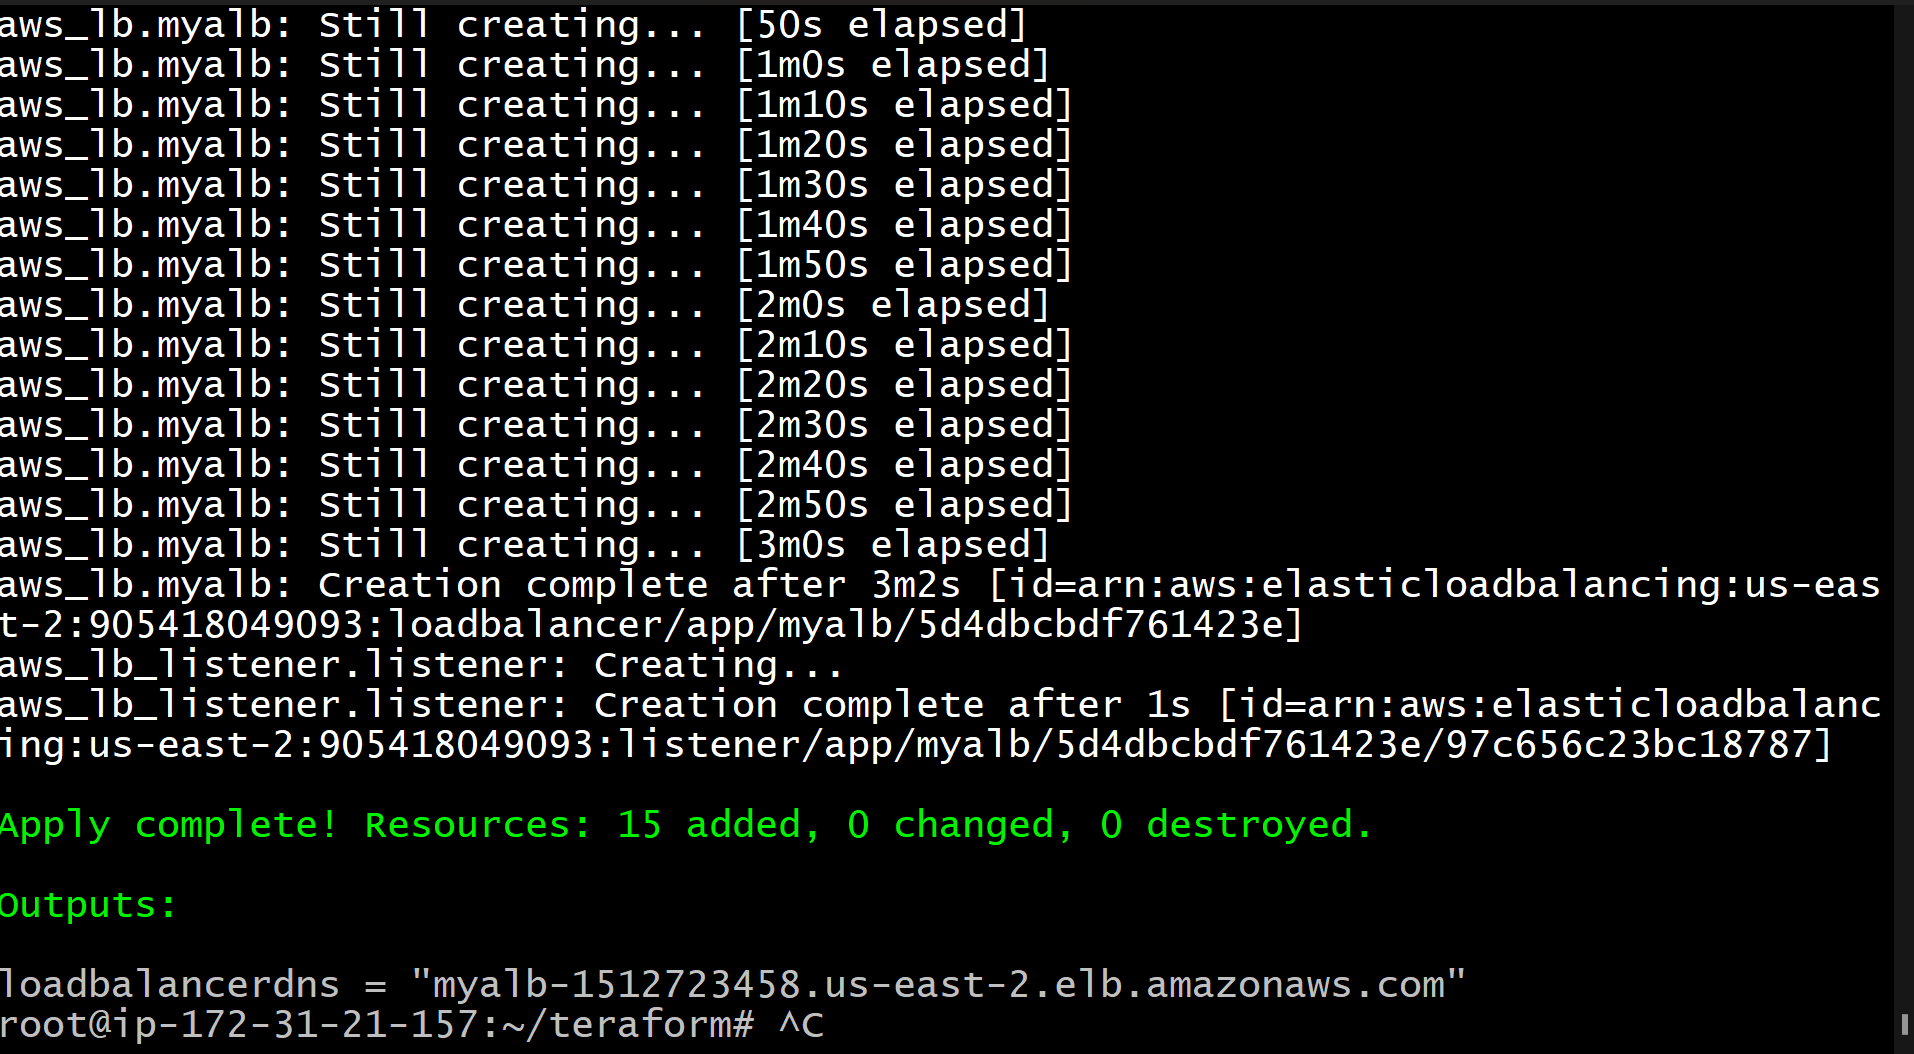 aws_lb.myalb: Still creating... [50s elapsed]
aws_lb.myalb: Still creating... [1m0s elapsed]
aws_lb.myalb: Still creating... [1m10s elapsed]
aws_lb.myalb: Still creating... [1m20s elapsed]
aws_lb.myalb: Still creating... [1m30s elapsed]
aws_lb.myalb: Still creating... [1m40s elapsed]
aws_lb.myalb: Still creating... [1m50s elapsed]
aws_lb.myalb: Still creating... [2m0s elapsed]
aws_lb.myalb: Still creating... [2m10s elapsed]
aws_lb.myalb: Still creating... [2m20s elapsed]
aws_lb.myalb: Still creating... [2m30s elapsed]
aws_lb.myalb: Still creating... [2m40s elapsed]
aws_lb.myalb: Still creating... [2m50s elapsed]
aws_lb.myalb: Still creating... [3m0s elapsed]
aws_lb.myalb: Creation complete after 3m2s [id=arn:aws:elasticloadbalancing:us-eas
t-2:905418049093:loadbalancer/app/myalb/5d4dbcbdf761423e]
aws_lb_listener.listener: Creating...
aws_lb_listener.listener: Creation complete after 1s [id=arn:aws:elasticloadbalanc
ing:us-east-2:905418049093:listener/app/myalb/5d4dbcbdf761423e/97c656c23bc18787]
Apply complete! Resources: 15 added, 0 changed, 0 destroyed.
Outputs:
loadbalancerdns = "myalb-1512723458.us-east-2.elb.amazonaws.com"
root@ip-172-31-21-157:~/teraform# ^C